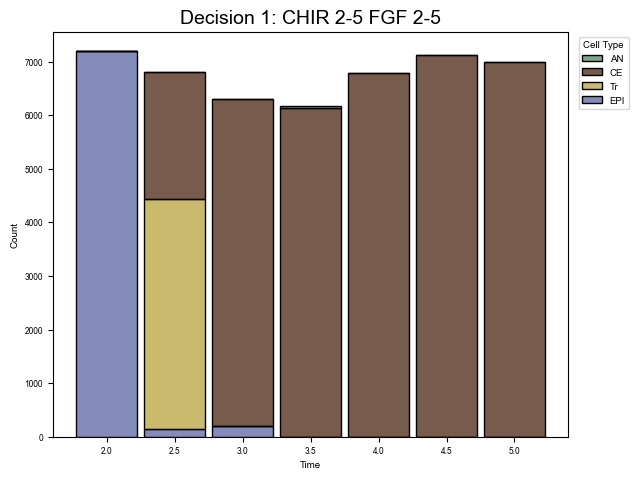 Decision 1: CHIR 2-5 FGF 2-5
Cell Type
AN
CE
Tr
EPI
Count
7000
6000
5000
4000
3000
2000
1000
0
2.0 2.5 3.0 3.5 4.0 4.5 5.0
Time